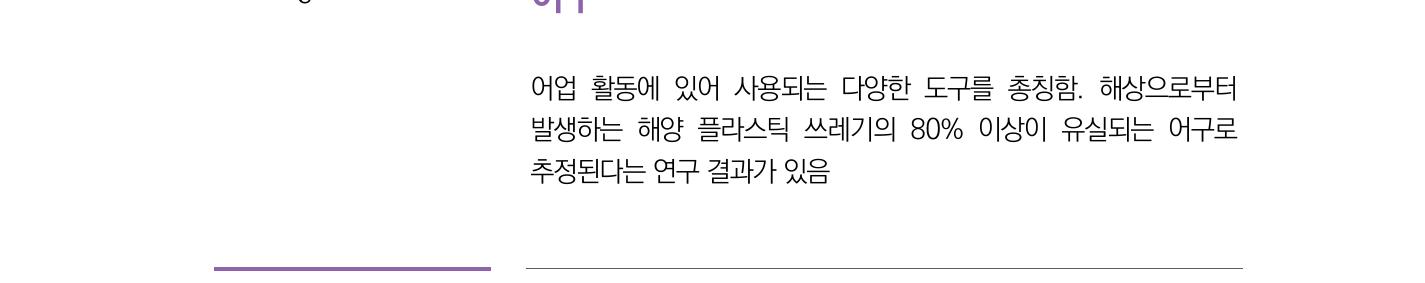 어업 활동에 있어 사용되는 다양한 도구를 총칭함. 해상으로부터
발생하는 해양 플라스틱 쓰레기의 80% 이상이 유실되는 어구로
추정된다는 연구 결과가 있음